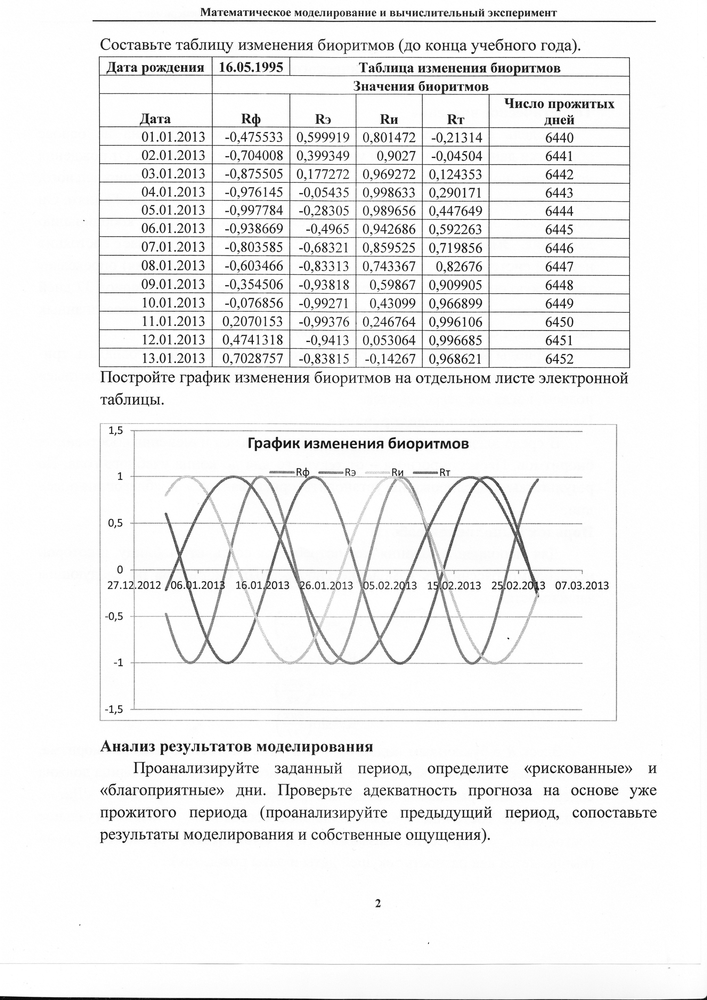 Математическое моделирование и вычислительный эксперимент
Составьте таблицу изменения биоритмов (до конца учебного года).
Дата рождения 16.05.1995 Таблица изменения биоритмов
Значения биоритмов
Дата Rф Rэ Rи Rт Число прожитых дней
01.01.2013 -0,475533 0,599919 0,801472 -0,21314 6440
02.01.2013 -0,704008 0,399349 0,9027 -0,04504 6441
03.01.2013 -0,875505 0,177272 0,969272 0,124353 6442
04.01.2013 -0,976145 -0,05435 0,998633 0,290171 6443
05.01.2013 -0,997784 -0,28305 0,989656 0,447649 6444
06.01.2013 -0,938669 -0,4965 0,942686 0,592263 6445
07.01.2013 -0,803585 -0,68321 0,859525 0,719856 6446
08.01.2013 -0,603466 -0,83313 0,743367 0,82676 6447
09.01.2013 -0,354506 -0,93818 0,59867 0,909905 6448
10.01.2013 -0,076856 -0,99271 0,43099 0,966899 6449
11.01.2013 0,2070153 -0,99376 0,246764 0,996106 6450
12.01.2013 0,4741318 -0,9413 0,053064 0,996685 6451
13.01.2013 0,7028757 -0,83815 -0,14267 0,968621 6452
Постройте график изменения биоритмов на отдельном листе электронной
таблицы.
1,5
График изменения биоритмов
Rф Rэ Rи Rт
1
0,5
0
27.12.2012 06.01.2013 16.01.2013 26.01.2013 05.02.2013 15.02.2013 25.02.2013 07.03.2013
-0,5
-1
-1,5
Анализ результатов моделирования
Проанализируйте заданный период, определите «рискованные» и
«благоприятные» дни. Проверьте адекватность прогноза на основе уже
прожитого периода (проанализируйте предыдущий период, сопоставьте
результаты моделирования и собственные ощущения).
2